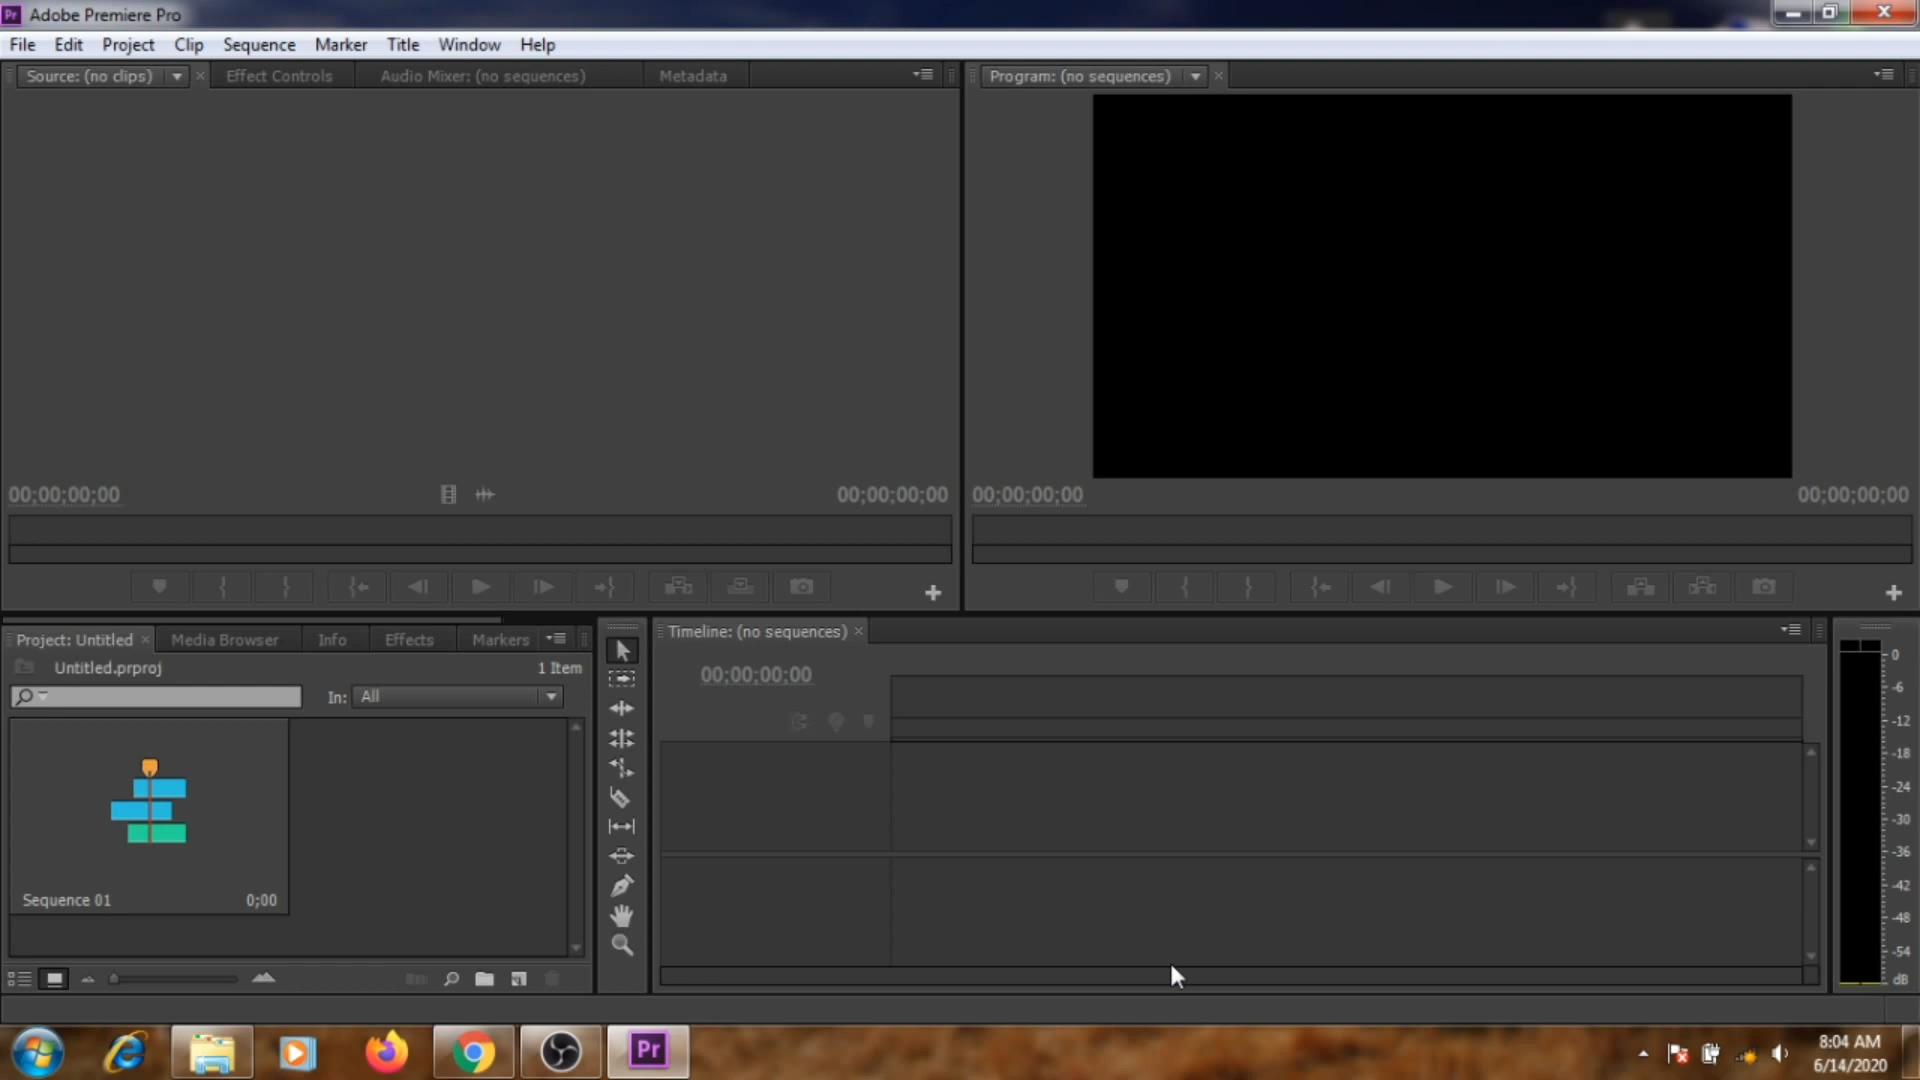 Pr Adobe Premiere Pro
File Edit Project Clip Sequence Marker Title Window Help
Source: (no clips) Effect Controls Audio Mixer: (no sequences) Metadata Program: (no sequences)
00;00;00;00 00;00;00;00 00;00;00;00 00;00;00;00
Project: Untitled Media Browser Info Effects Markers Timeline: (no sequences)
Untitled.prproj 1 Item 00;00;00;00
In: All
Sequence 01 0;00
0
-6
-12
-18
-24
-30
-36
-42
-48
-54
dB
Pr
8:04 AM
6/14/2020